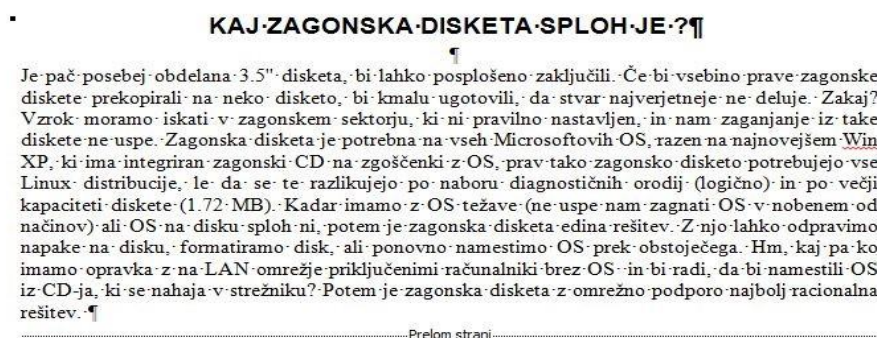 KAJ·ZAGONSKA·DISKETA·SPLOH·JE·?¶
¶
Je·pač·posebej·obdelana·3.5"·disketa,·bi·lahko·posplošeno·zaključili.·Če·bi·vsebino·prave·zagonske·
diskete·prekopirali·na·neko·disketo,·bi·kmalu·ugotovili,·da·stvar·najverjetneje·ne·deluje.·Zakaj?·
Vzrok·moramo·iskati·v·zagonskem·sektorju,·ki·ni·pravilno·nastavljen,·in·nam·zaganjanje·iz·take·
diskete·ne·uspe.·Zagonska·disketa·je·potrebna·na·vseh·Microsoftovih·OS,·razen·na·najnovejšem·Win·
XP,·ki·ima·integriran·zagonski·CD·na·zgoščenki·z·OS,·prav·tako·zagonsko·disketo·potrebujejo·vse·
Linux·distribucije,·le·da·se·te·razlikujejo·po·naboru·diagnostičnih·orodij·(logično)·in·po·večji·
kapaciteti·diskete·(1.72·MB).·Kadar·imamo·z·OS·težave·(ne·uspe·nam·zagnati·OS·v·nobenem·od·
načinov)·ali·OS·na·disku·sploh·ni,·potem·je·zagonska·disketa·edina·rešitev.·Z·njo·lahko·odpravimo·
napake·na·disku,·formatiramo·disk,·ali·ponovno·namestimo·OS·prek·obstoječega.·Hm,·kaj·pa·ko·
imamo·opravka·z·na·LAN·omrežje·priključenimi·računalniki·brez·OS··in·bi·radi,·da·bi·namestili·OS·
iz·CD-ja,·ki·se·nahaja·v·strežniku?·Potem·je·zagonska·disketa·z·omrežno·podporo·najbolj·racionalna·
rešitev.·¶
Prelom strani